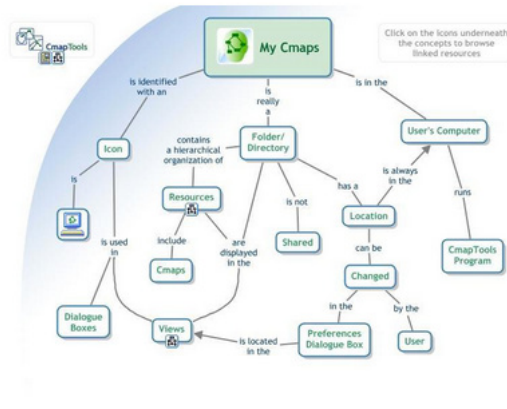 CmapTools
My Cmaps
Click on the Icons underneath
the concepts to browse
linked resources
is identified
with an
is
really
a
is in the
Icon
contains
a hierarchical
organization of
Folder/
Directory
User's Computer
is
Resources
has a
is always
in the
is not
runs
Location
is used
in
include
are
displayed
in the
Shared
can be
CmapTools
Program
Cmaps
Changed
Dialogue
Boxes
Views
in the
by the
is located
in the
Preferences
Dialogue Box
User